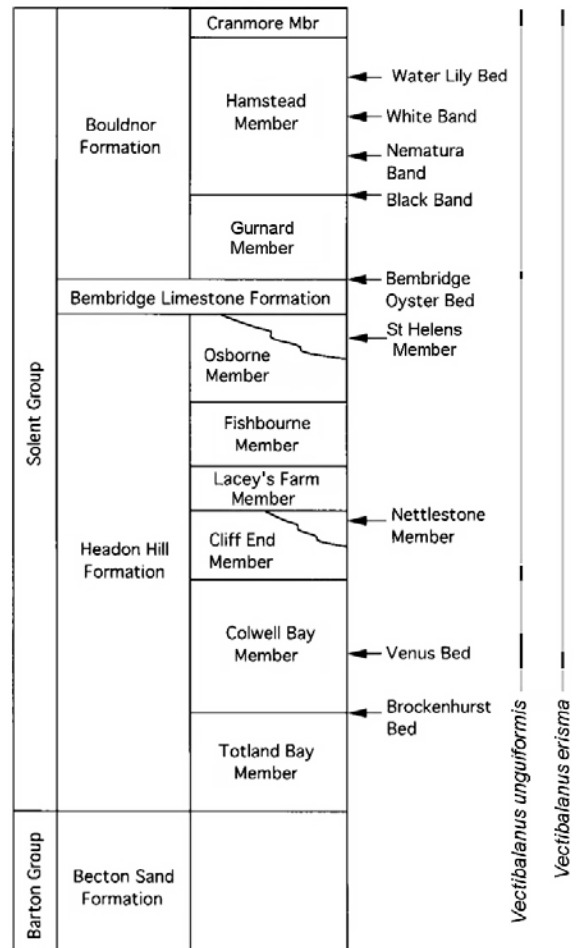 Cranmore Mbr
Hamstead
Member
Water Lily Bed
White Band
Nematura
Band
Black Band
Bouldnor
Formation
Gurnard
Member
Bembridge
Oyster Bed
Bembridge Limestone Formation
St Helens
Member
Osborne
Member
Solent Group
Fishbourne
Member
Lacey's Farm
Member
Nettlestone
Member
Cliff End
Member
Headon Hill
Formation
Colwell Bay
Member
Venus Bed
Brockenhurst
Bed
Totland Bay
Member
Barton Group
Becton Sand
Formation
Vectibalanus unguiformis
Vectibalanus erisma